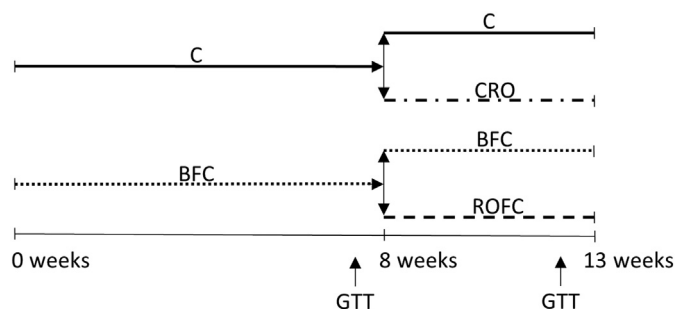 C
C
CRO
BFC
BFC
ROFC
0 weeks 8 weeks 13 weeks
GTT GTT